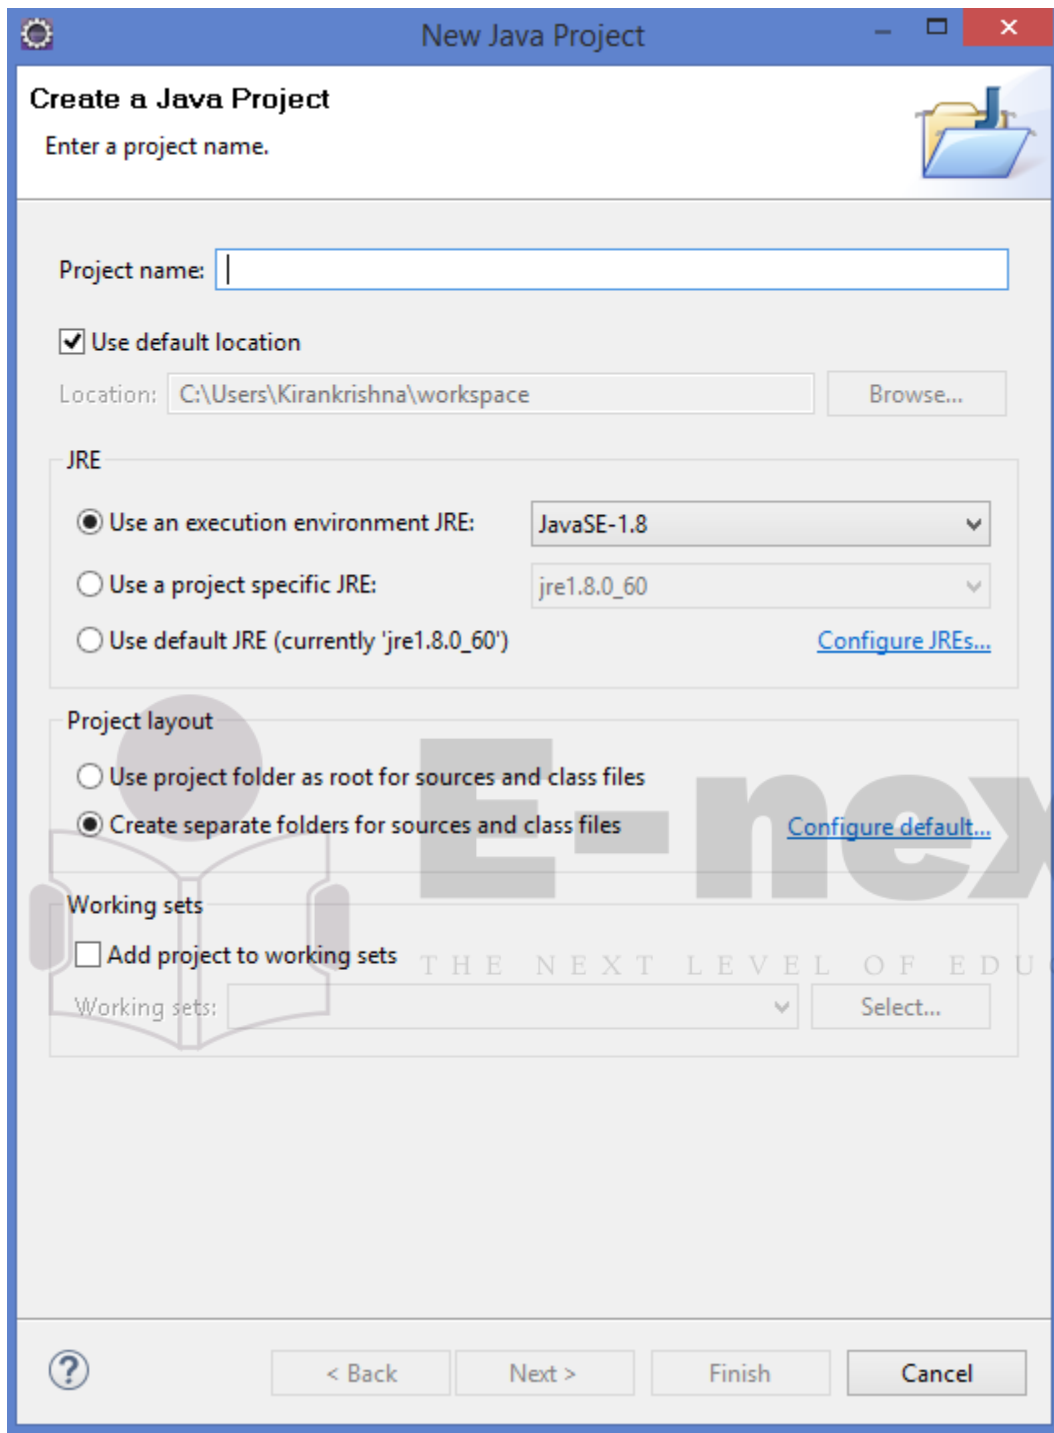 New Java Project
Create a Java Project
Enter a project name.
Project name:
Use default location
Location: C:\Users\Kirankrishna\workspace Browse...
JRE
Use an execution environment JRE: JavaSE-1.8
Use a project specific JRE: jre1.8.0_60
Use default JRE (currently 'jre1.8.0_60') Configure JREs...
Project layout
Use project folder as root for sources and class files
Create separate folders for sources and class files Configure default...
E-nex
Working sets
Add project to working sets
THE NEXT LEVEL OF EDU
Working sets: Select...
? < Back Next > Finish Cancel